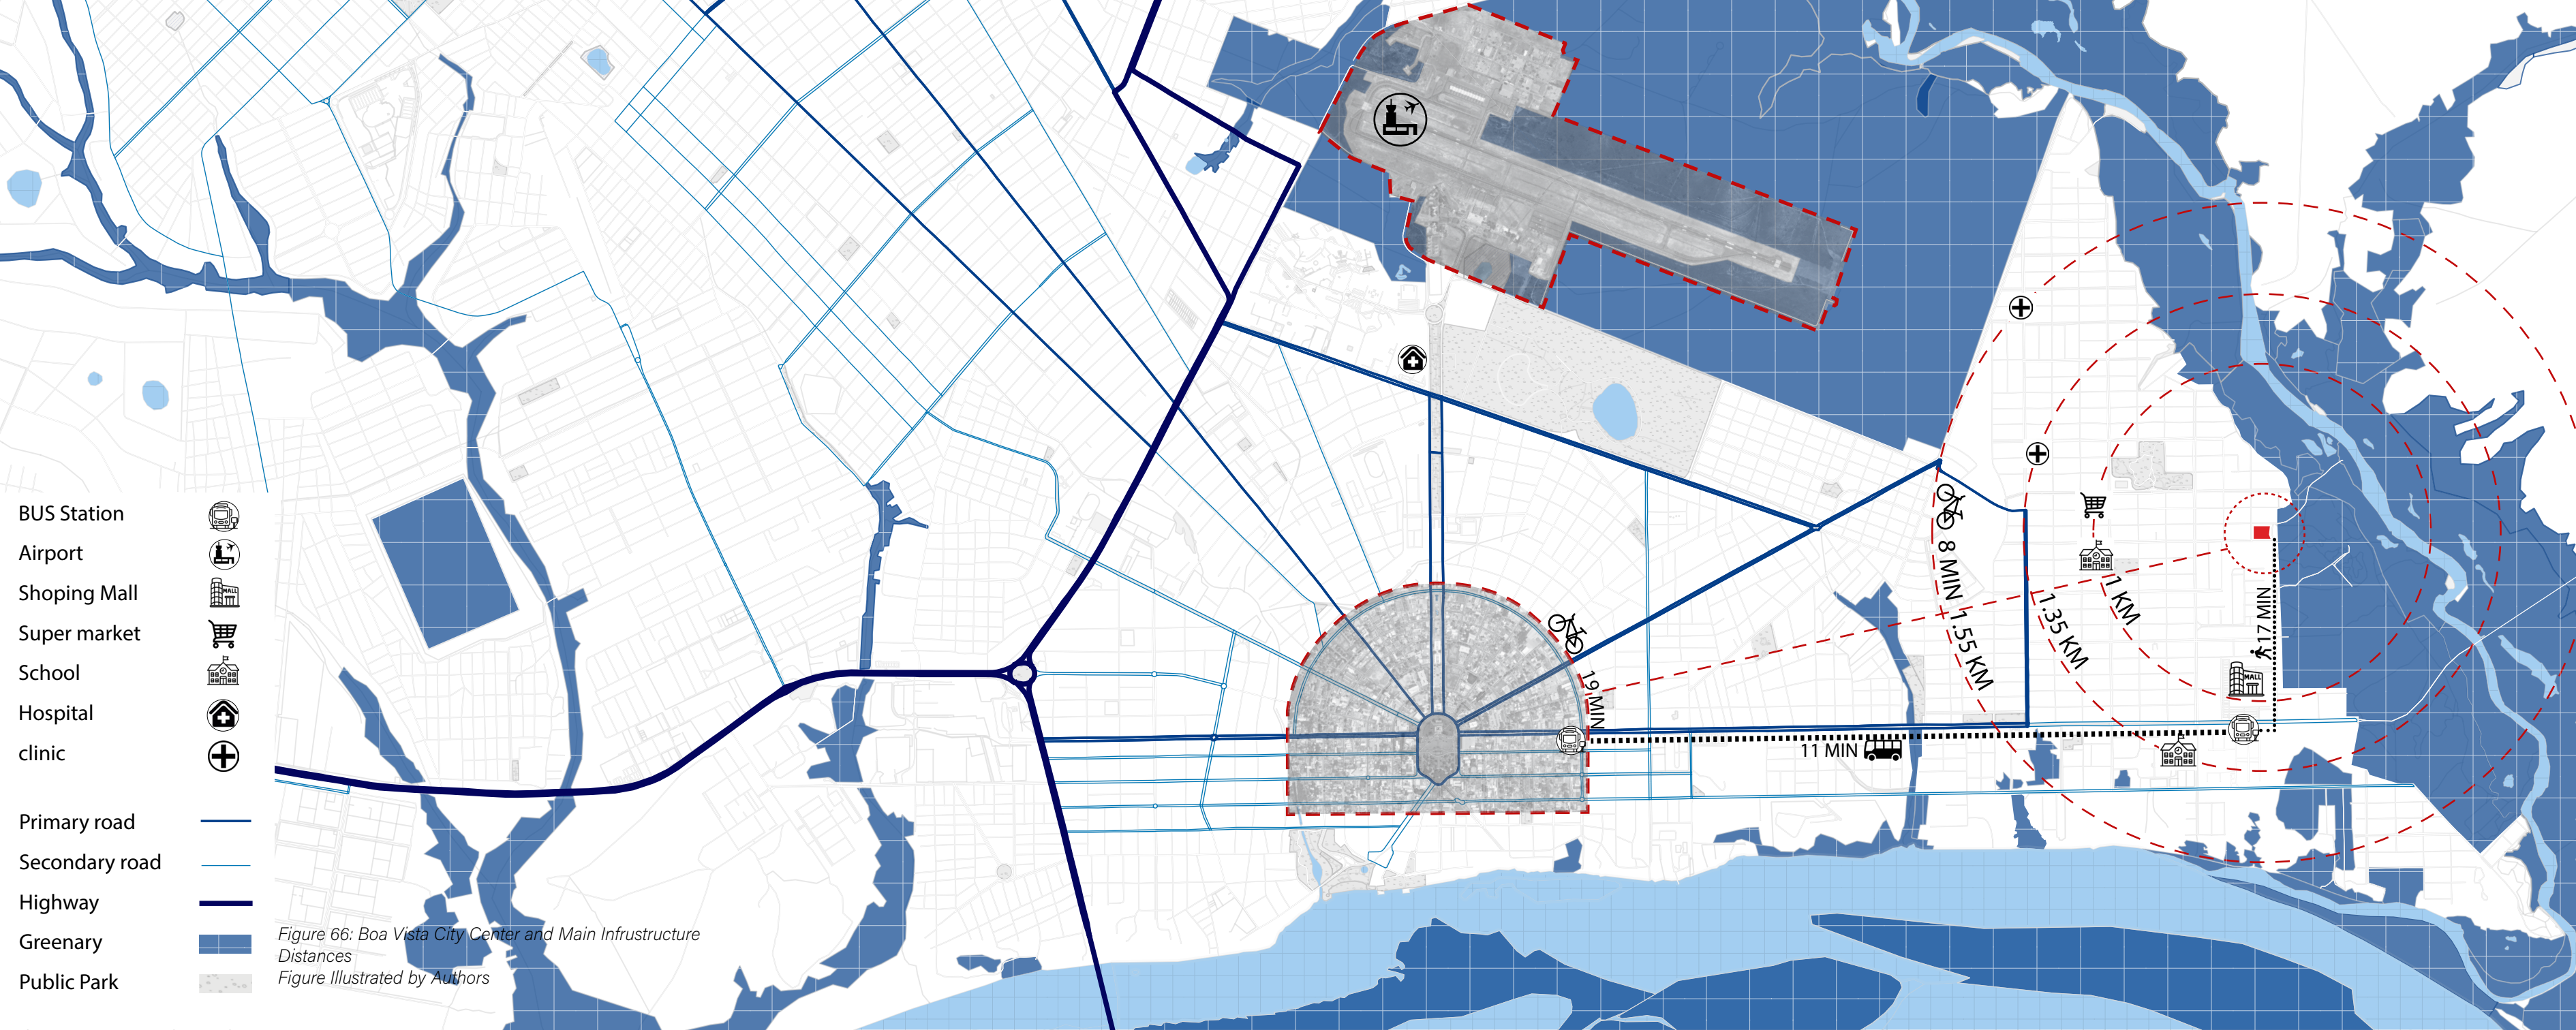 BUS Station
Airport
Shoping Mall
MALL
Super market
School
Hospital
clinic
Primary road
Secondary road
Highway
Greenary
Public Park
Figure 66: Boa Vista City Center and Main Infrustructure
Distances
Figure Illustrated by Authors
19 MIN
11 MIN
8 MIN 1.55 KM
1.35 KM
1 KM
17 MIN
MALL